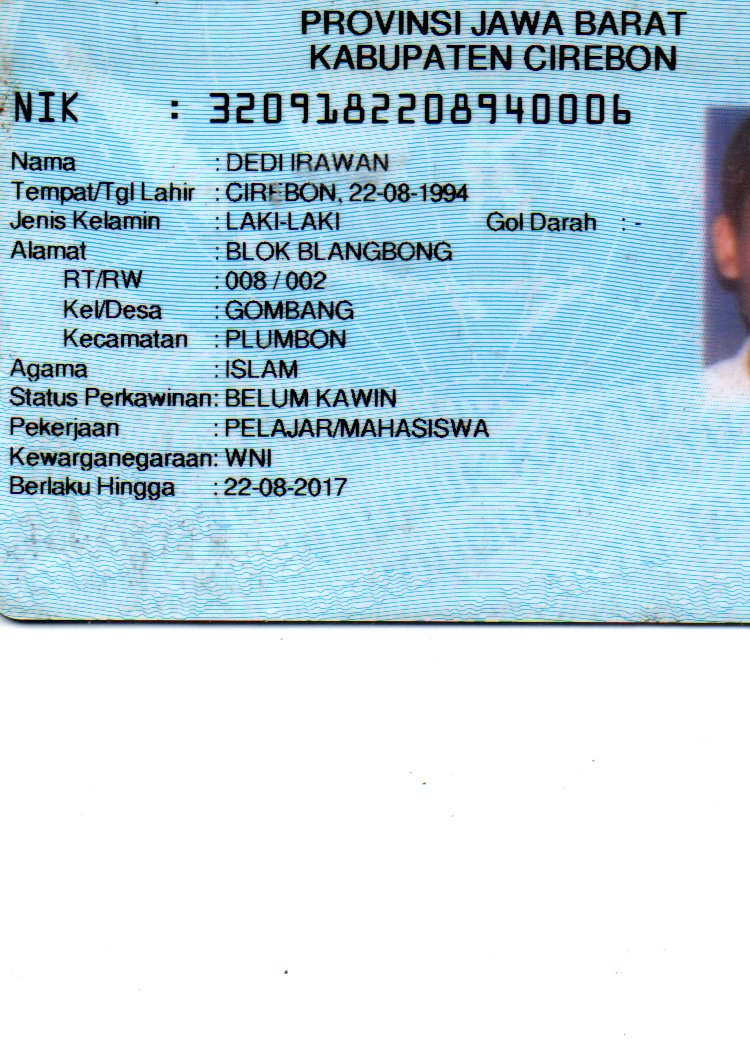 PROVINSI JAWA BARAT
KABUPATEN CIREBON
NIK : 3209182208940006
Nama : DEDI IRAWAN
Tempat/Tgl Lahir : CIREBON, 22-08-1994
Jenis Kelamin : LAKI-LAKI Gol Darah : -
Alamat : BLOK BLANGBONG
RT/RW : 008 / 002
Kel/Desa : GOMBANG
Kecamatan : PLUMBON
Agama : ISLAM
Status Perkawinan: BELUM KAWIN
Pekerjaan : PELAJAR/MAHASISWA
Kewarganegaraan: WNI
Berlaku Hingga : 22-08-2017